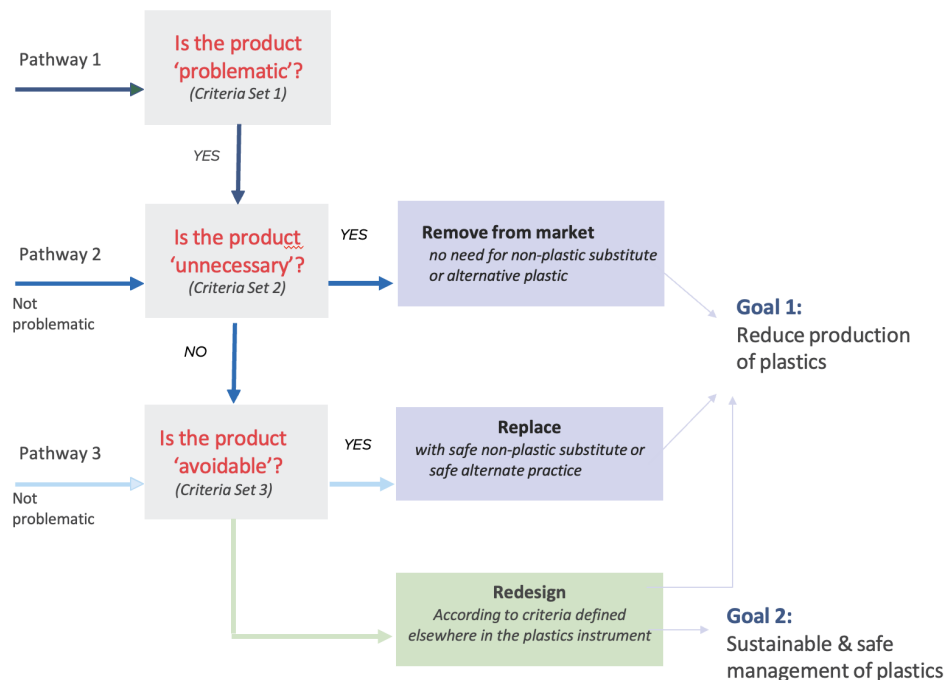 Pathway 1
Is the product
‘problematic’?
(Criteria Set 1)
YES
Pathway 2
Not
problematic
Is the product
‘unnecessary’?
(Criteria Set 2)
YES
Remove from market
no need for non-plastic substitute
or alternative plastic
Goal 1:
Reduce production
of plastics
NO
Pathway 3
Not
problematic
Is the product
‘avoidable’?
(Criteria Set 3)
YES
Replace
with safe non-plastic substitute or
safe alternate practice
Redesign
According to criteria defined
elsewhere in the plastics instrument
Goal 2:
Sustainable & safe
management of plastics